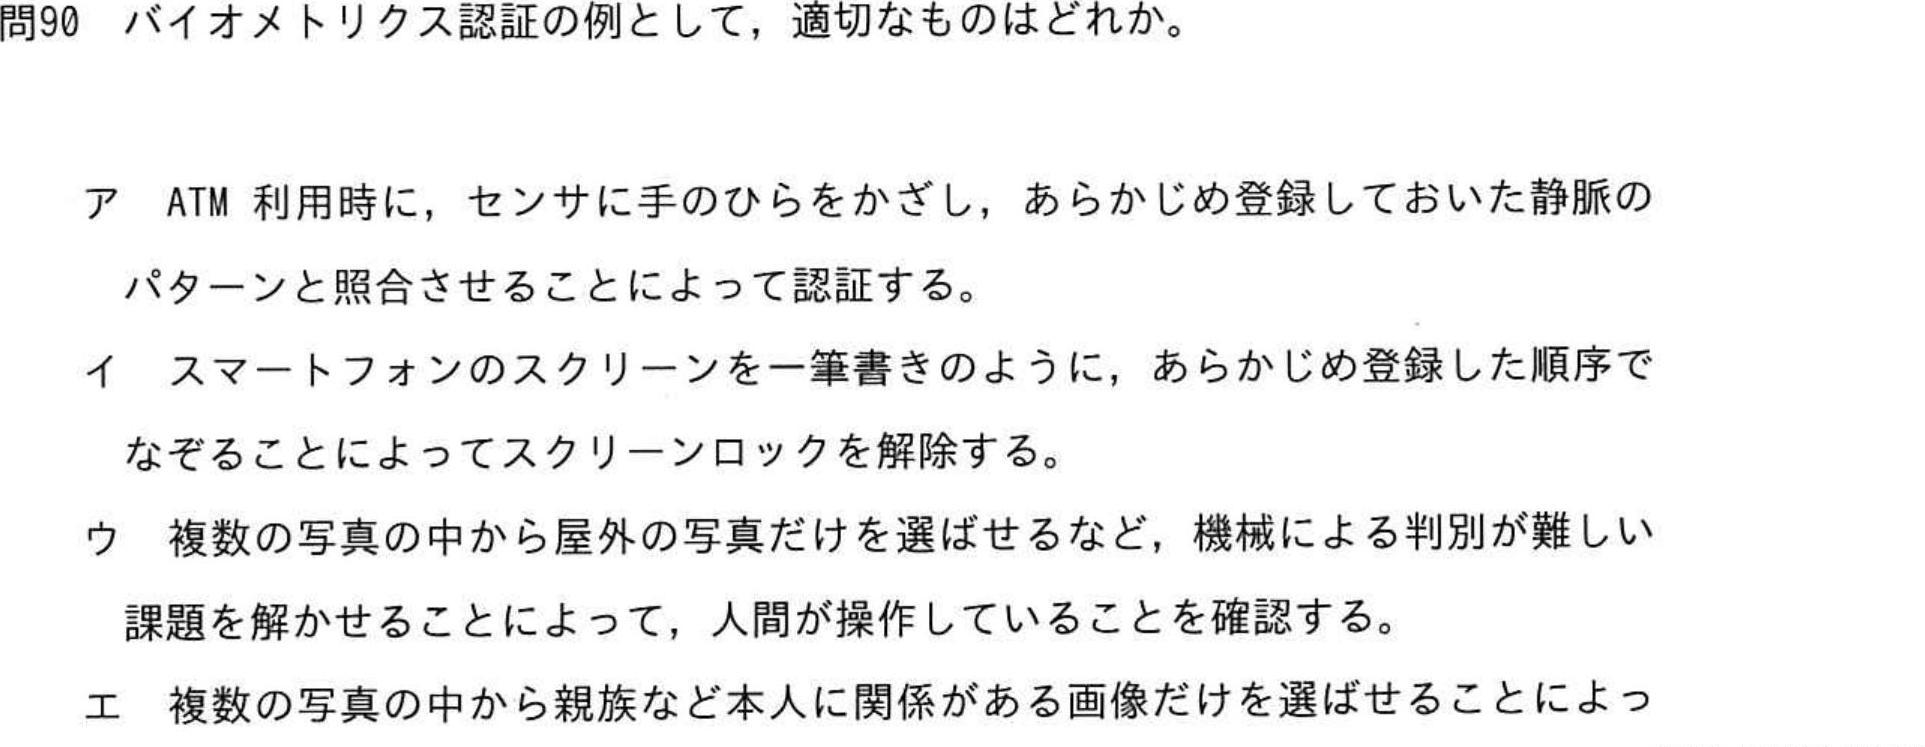 問90　バイオメトリクス認証の例として，適切なものはどれか。
ア　ATM 利用時に，センサに手のひらをかざし，あらかじめ登録しておいた静脈の
パターンと照合させることによって認証する。
イ　スマートフォンのスクリーンを一筆書きのように，あらかじめ登録した順序で
なぞることによってスクリーンロックを解除する。
ウ　複数の写真の中から屋外の写真だけを選ばせるなど，機械による判別が難しい
課題を解かせることによって，人間が操作していることを確認する。
エ　複数の写真の中から親族など本人に関係がある画像だけを選ばせることによっ